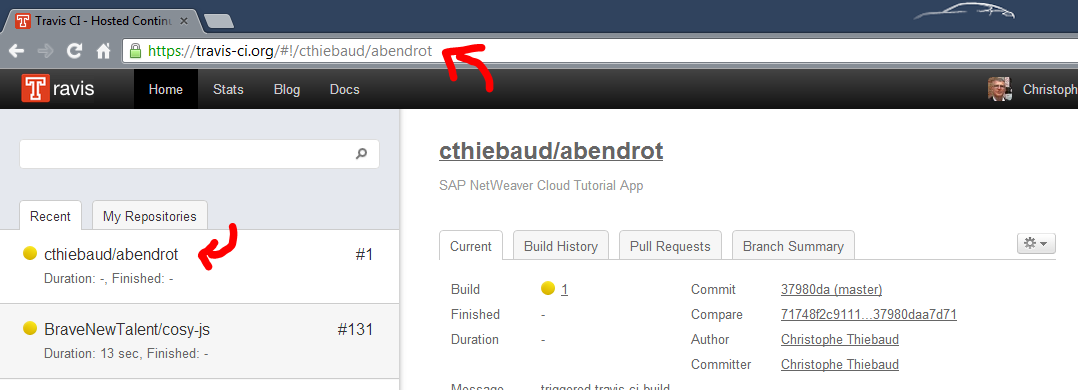 Travis CI - Hosted Continu
https://travis-ci.org/#!/cthiebaud/abendrot
Travis Home Stats Blog Docs Christoph
cthiebaud/abendrot
SAP NetWeaver Cloud Tutorial App
Recent My Repositories
Current Build History Pull Requests Branch Summary
cthiebaud/abendrot #1
Duration: -, Finished: -
BraveNewTalent/cosy-js #131
Duration: 13 sec, Finished: -
Build 1 Commit 37980da (master)
Finished - Compare 71748f2c9111...37980daa7d71
Duration - Author Christophe Thiebaud
Committer Christophe Thiebaud
Message triggered travis-ci build